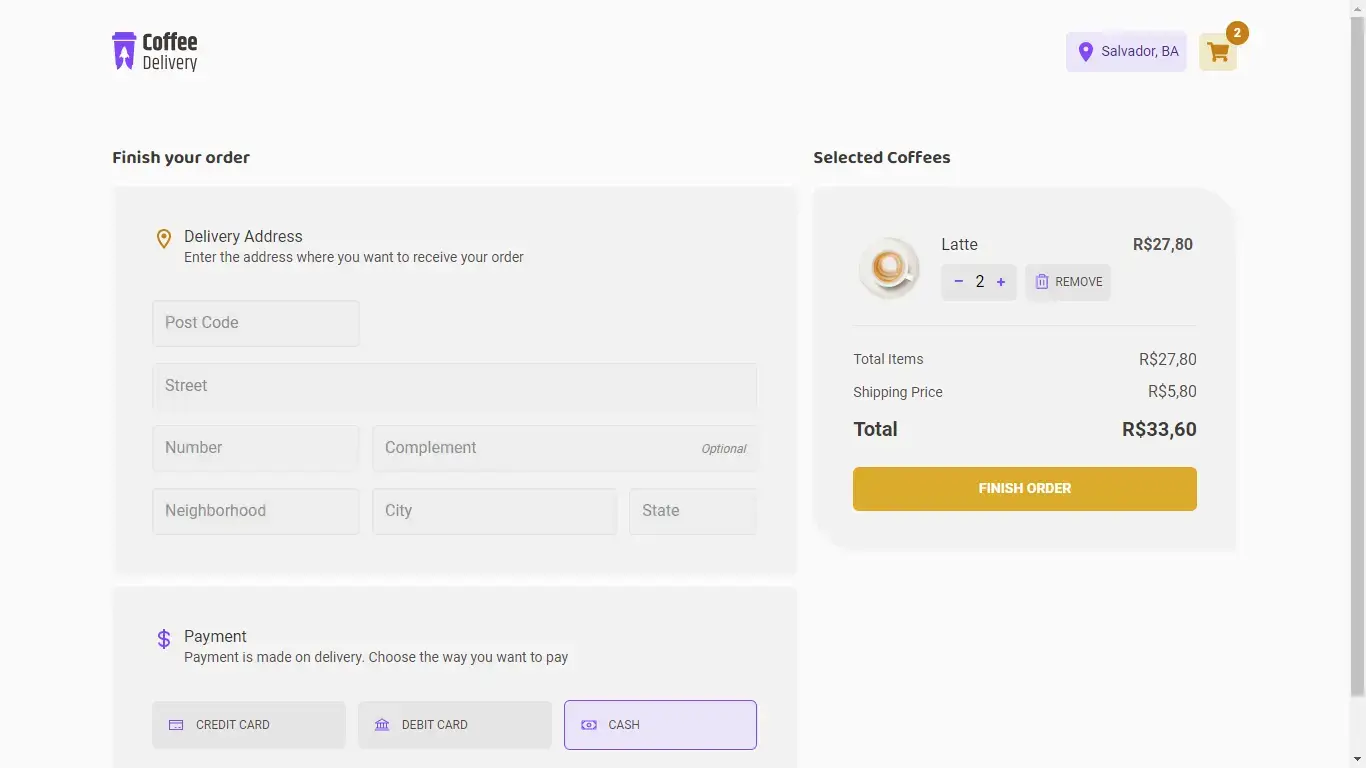 Coffee
Delivery
Salvador, BA
2
Finish your order
Delivery Address
Enter the address where you want to receive your order
Post Code
Street
Number
Complement
Optional
Neighborhood
City
State
Payment
Payment is made on delivery. Choose the way you want to pay
CREDIT CARD
DEBIT CARD
CASH
Selected Coffees
Latte
R$27,80
− 2 +
REMOVE
Total Items
R$27,80
Shipping Price
R$5,80
Total
R$33,60
FINISH ORDER